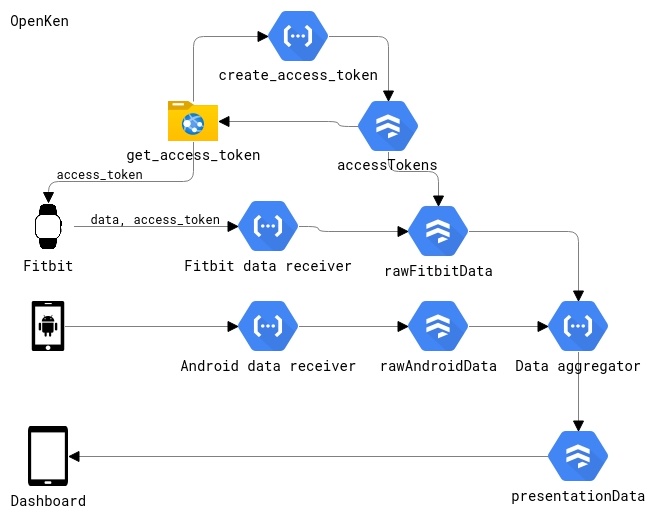 OpenKen
create_access_token
get_access_token
accessTokens
access_token
data, access_token
Fitbit
Fitbit data receiver
rawFitbitData
Android data receiver
rawAndroidData
Data aggregator
Dashboard
presentationData